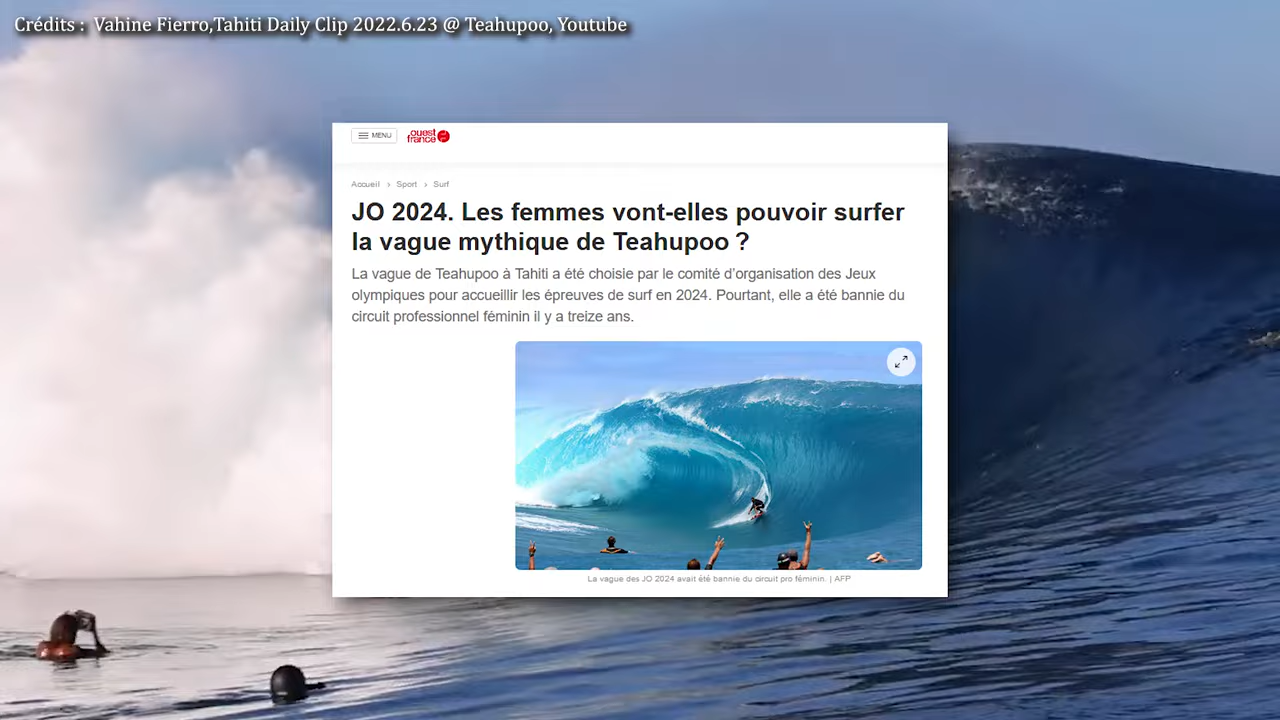 Crédits :  Vahine Fierro,Tahiti Daily Clip 2022.6.23 @ Teahupoo, Youtube
MENU
ouest
france
Accueil › Sport › Surf
JO 2024. Les femmes vont-elles pouvoir surfer
la vague mythique de Teahupoo ?
La vague de Teahupoo à Tahiti a été choisie par le comité d’organisation des Jeux
olympiques pour accueillir les épreuves de surf en 2024. Pourtant, elle a été bannie du
circuit professionnel féminin il y a treize ans.
La vague des JO 2024 avait été bannie du circuit pro féminin. | AFP